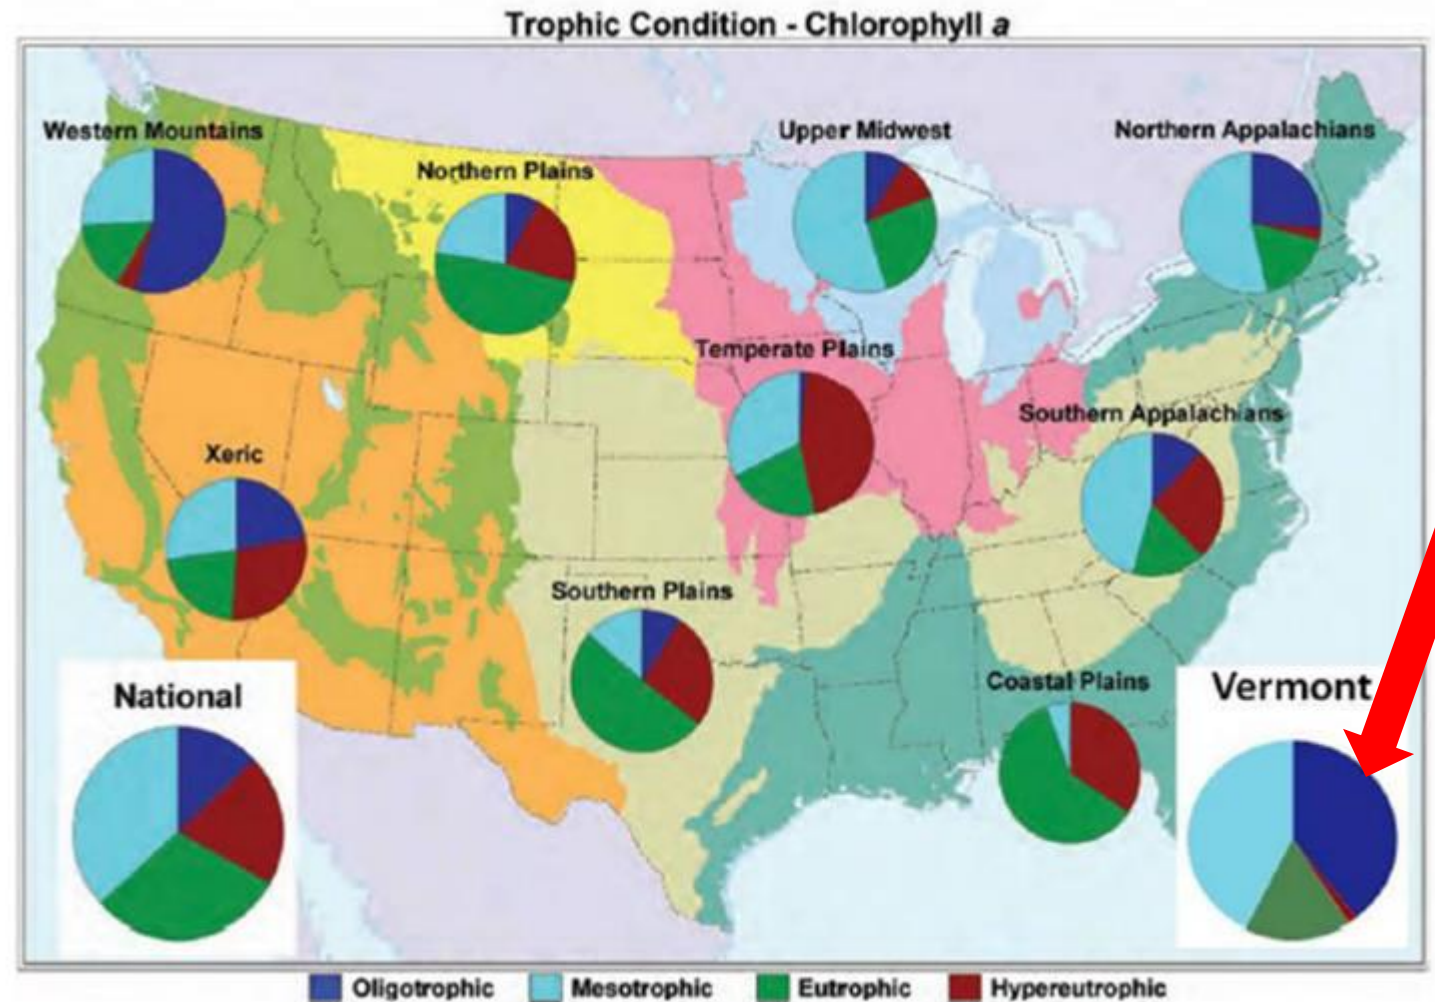 Trophic Condition - Chlorophyll a
Western Mountains
Upper Midwest
Northern Appalachians
Northern Plains
Temperate Plains
Southern Appalachians
Xeric
Southern Plains
Coastal Plains
National
Vermont
Oligotrophic
Mesotrophic
Eutrophic
Hypereutrophic